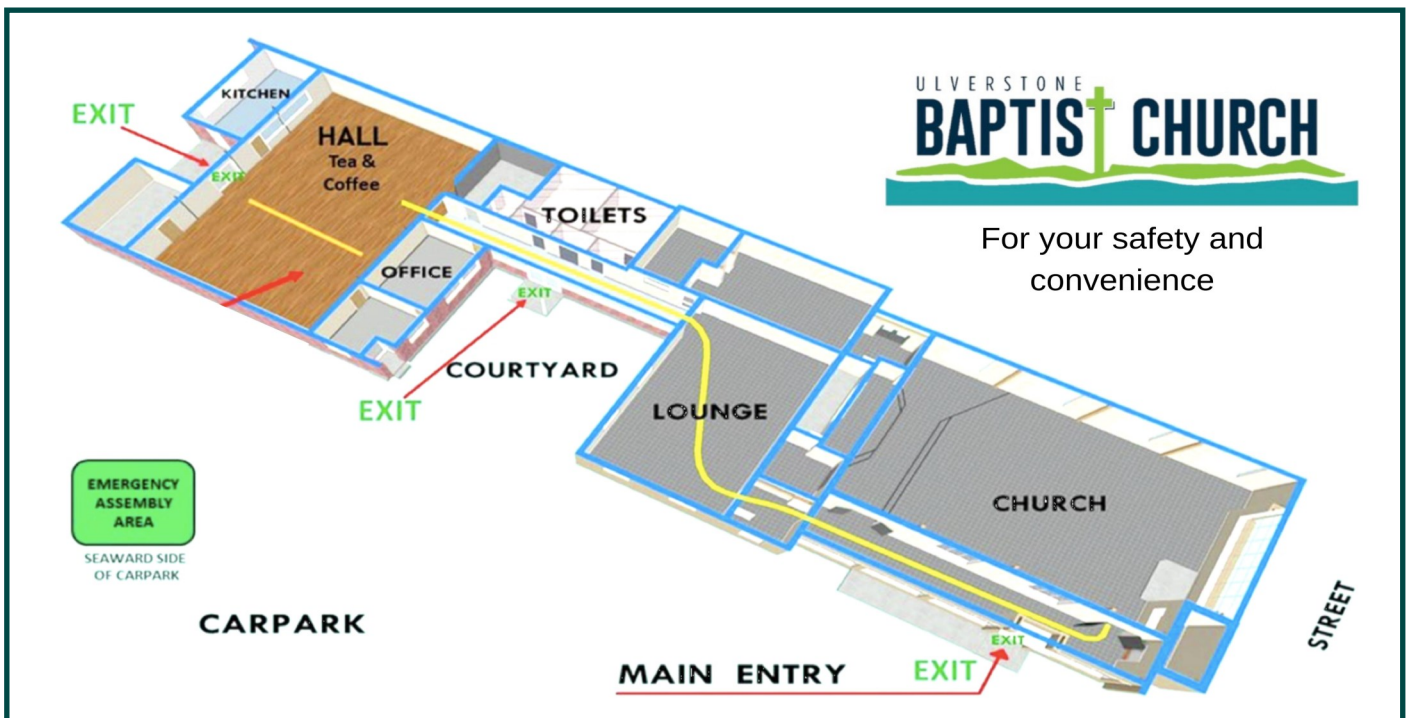 ULVERSTONE
BAPTIST CHURCH
For your safety and
convenience
KITCHEN
EXIT
EXIT
HALL
Tea &
Coffee
TOILETS
OFFICE
EXIT
COURTYARD
EXIT
LOUNGE
CHURCH
EMERGENCY
ASSEMBLY
AREA
SEAWARD SIDE
OF CARPARK
CARPARK
STREET
EXIT
MAIN ENTRY
EXIT